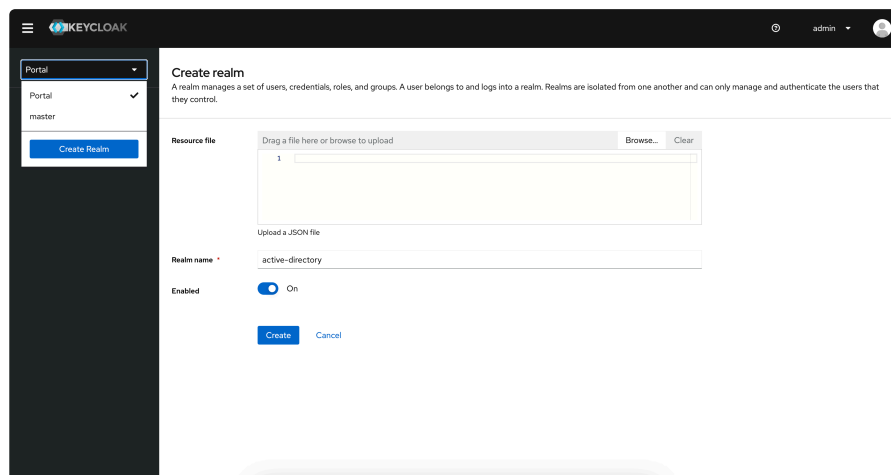 KEYCLOAK
admin
Portal
Portal
master
Create Realm
Create realm
A realm manages a set of users, credentials, roles, and groups. A user belongs to and logs into a realm. Realms are isolated from one another and can only manage and authenticate the users that
they control.
Resource file
Drag a file here or browse to upload
Browse...
Clear
1
Upload a JSON file
Realm name *
active-directory
Enabled
On
Create
Cancel